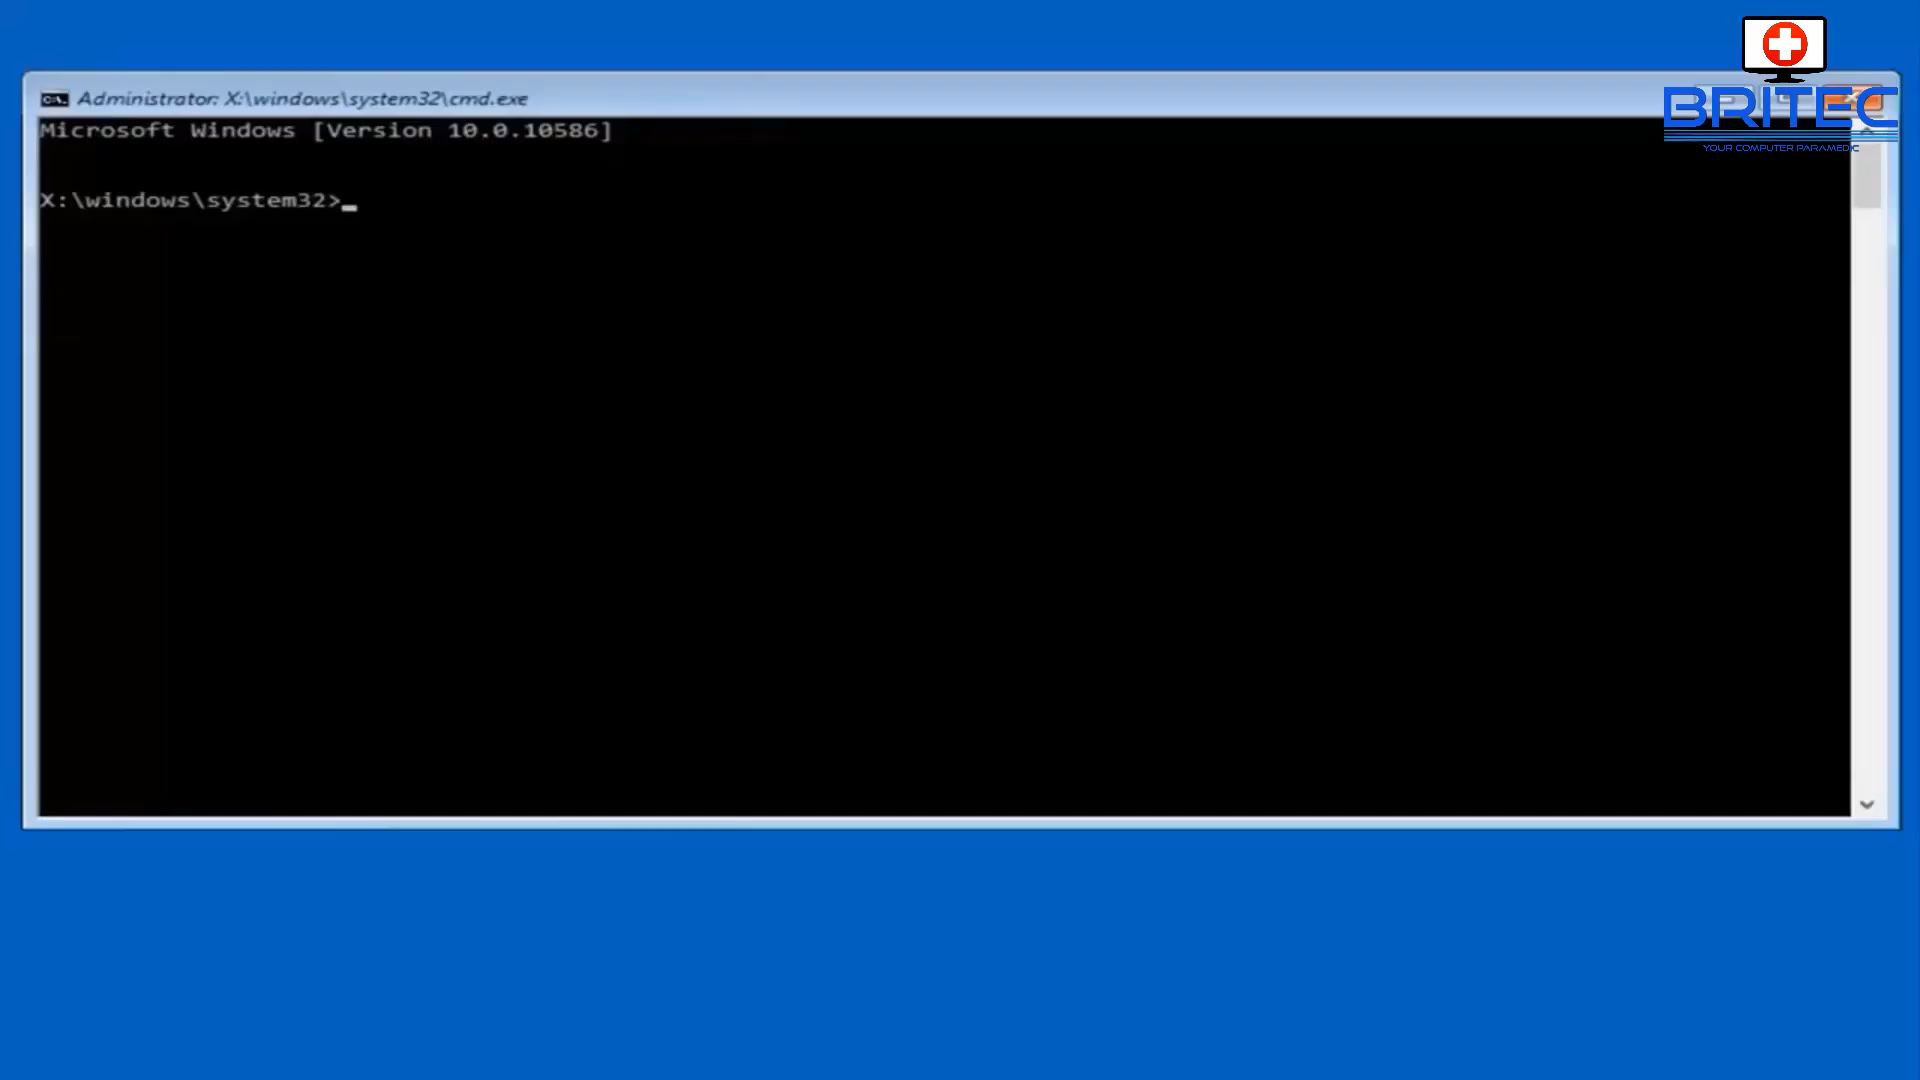 BRITEC
YOUR COMPUTER PARAMEDIC
Administrator: X:\windows\system32\cmd.exe
Microsoft Windows [Version 10.0.10586]
X:\windows\system32>